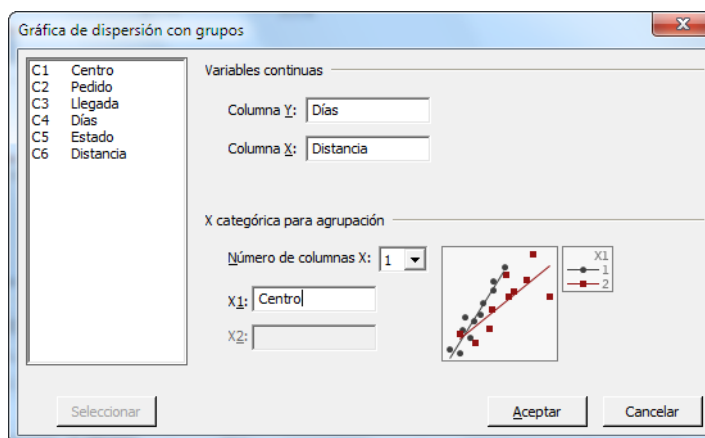 Gráfica de dispersión con grupos
C1 Centro
C2 Pedido
C3 Llegada
C4 Días
C5 Estado
C6 Distancia
Variables continuas
Columna Y: Días
Columna X: Distancia
X categórica para agrupación
Número de columnas X: 1
X1: Centro
X2:
X1
1
2
Seleccionar
Aceptar
Cancelar